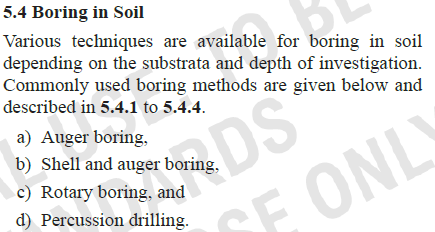 5.4 Boring in Soil
Various techniques are available for boring in soil
depending on the substrata and depth of investigation.
Commonly used boring methods are given below and
described in 5.4.1 to 5.4.4.
a) Auger boring,
b) Shell and auger boring,
c) Rotary boring, and
d) Percussion drilling.